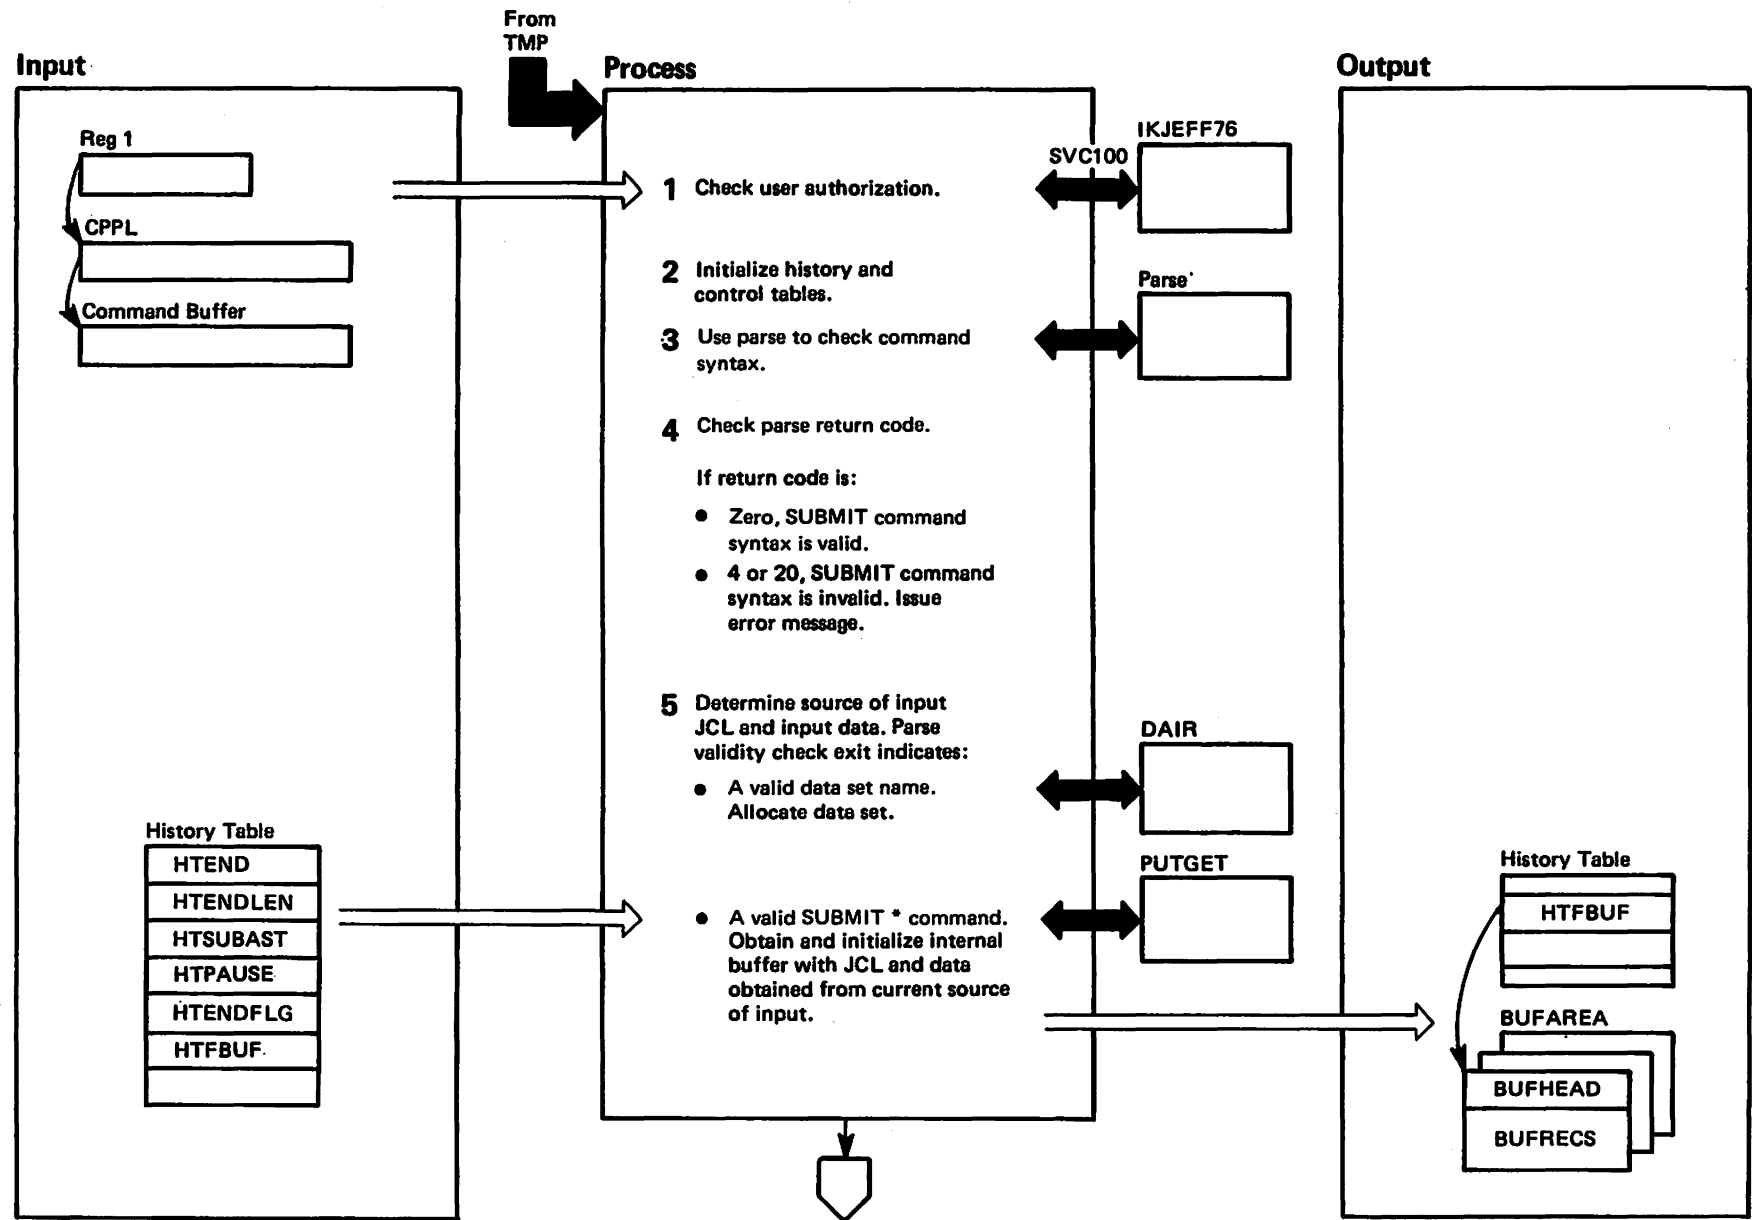 From
TMP
Input
Process
Output
Reg 1
CPPL
Command Buffer
1 Check user authorization.
SVC100
IKJEFF76
2 Initialize history and
control tables.
3 Use parse to check command
syntax.
Parse
4 Check parse return code.
If return code is:
• Zero, SUBMIT command
syntax is valid.
• 4 or 20, SUBMIT command
syntax is invalid. Issue
error message.
5 Determine source of input
JCL and input data. Parse
validity check exit indicates:
• A valid data set name.
Allocate data set.
DAIR
History Table
HTEND
HTENDLEN
HTSUBAST
HTPAUSE
HTENDFLG
HTFBUF
• A valid SUBMIT * command.
Obtain and initialize internal
buffer with JCL and data
obtained from current source
of input.
PUTGET
History Table
HTFBUF
BUFAREA
BUFHEAD
BUFRECS